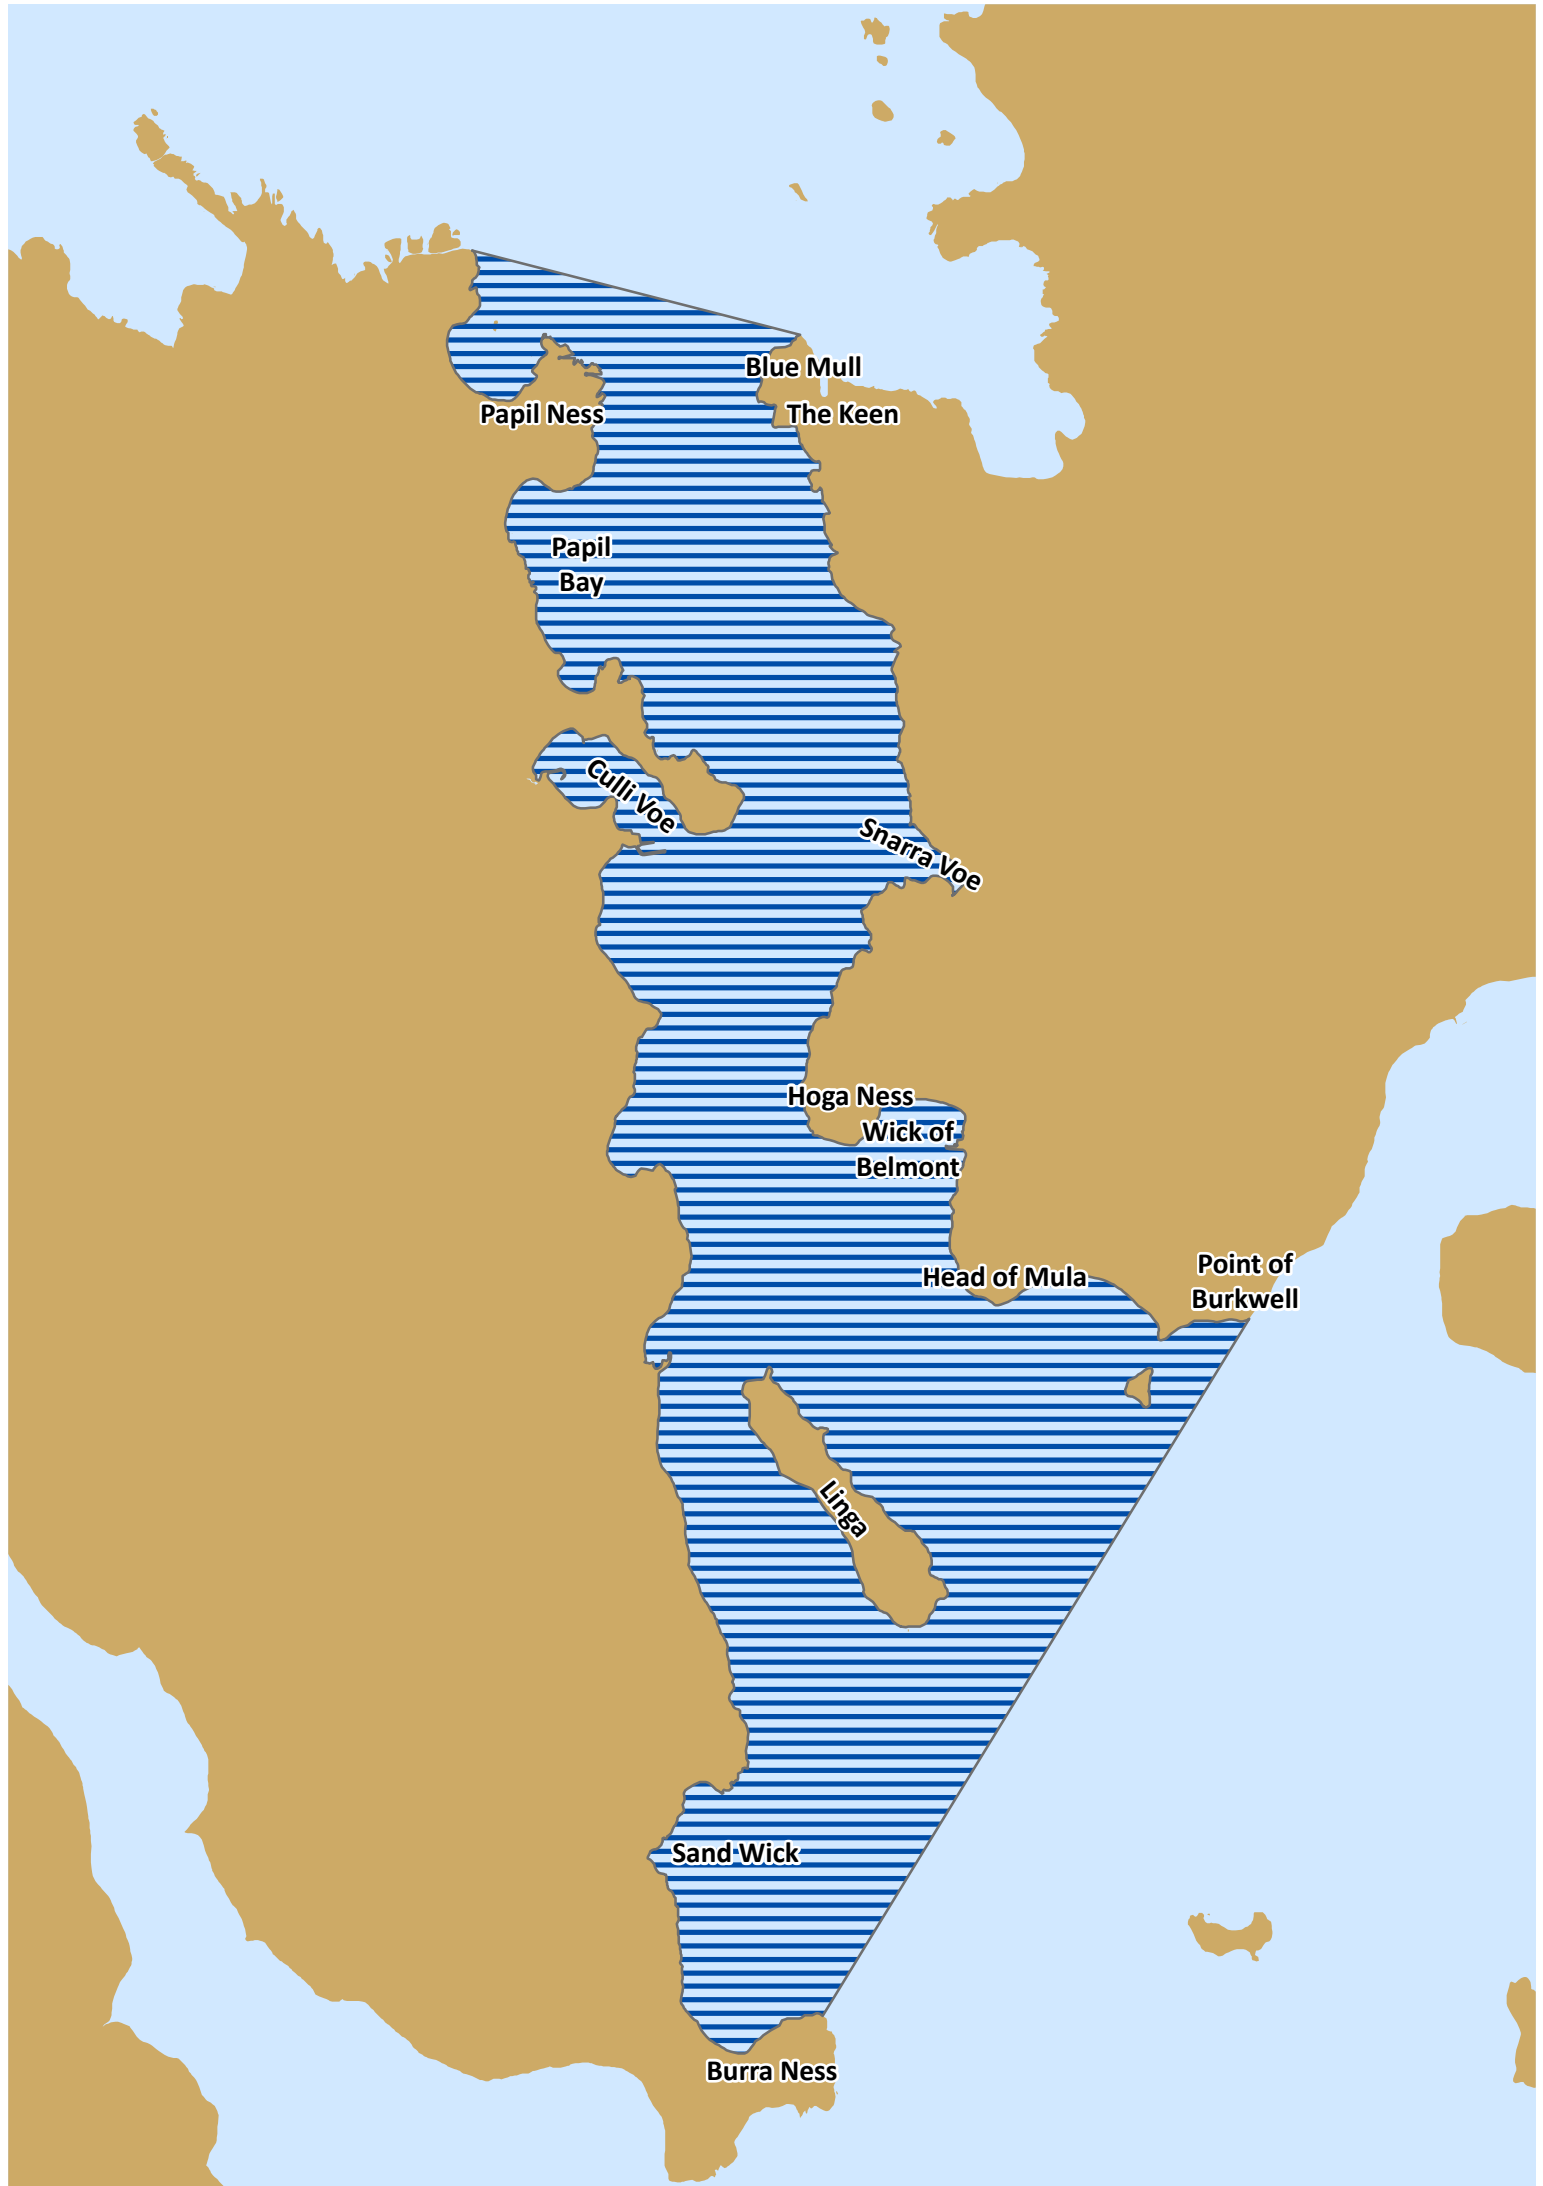 Blue Mull
Papil Ness
The Keen
Papil
Bay
Culli Voe
Snarra Voe
Hoga Ness
Wick of
Belmont
Head of Mula
Point of
Burkwell
Linga
Sand Wick
Burra Ness